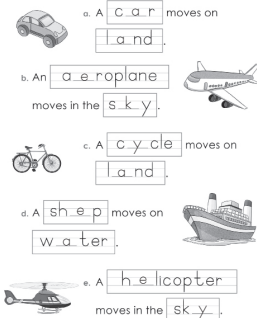 a. A car moves on
land.
b. An aeroplane
moves in the sky.
c. A cycle moves on
land.
d. A sheep moves on
water.
e. A helicopter
moves in the sky.